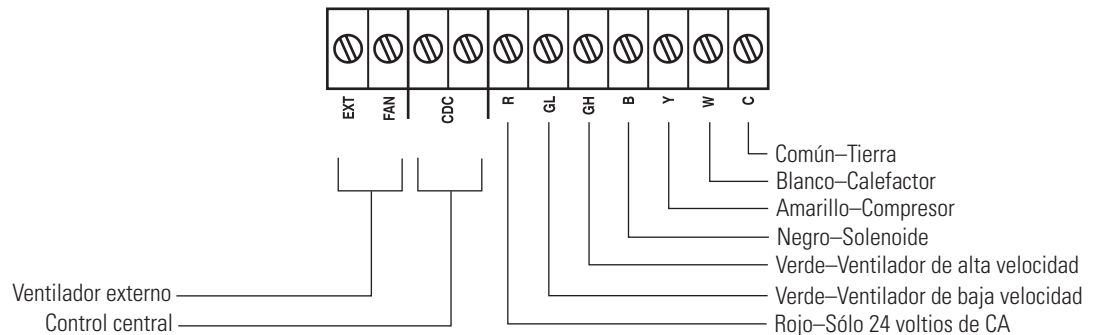 EXT
FAN
CDC
R
GL
GH
B
Y
W
C
Común–Tierra
Blanco–Calefactor
Amarillo–Compresor
Negro–Solenoide
Verde–Ventilador de alta velocidad
Verde–Ventilador de baja velocidad
Rojo–Sólo 24 voltios de CA
Ventilador externo
Control central